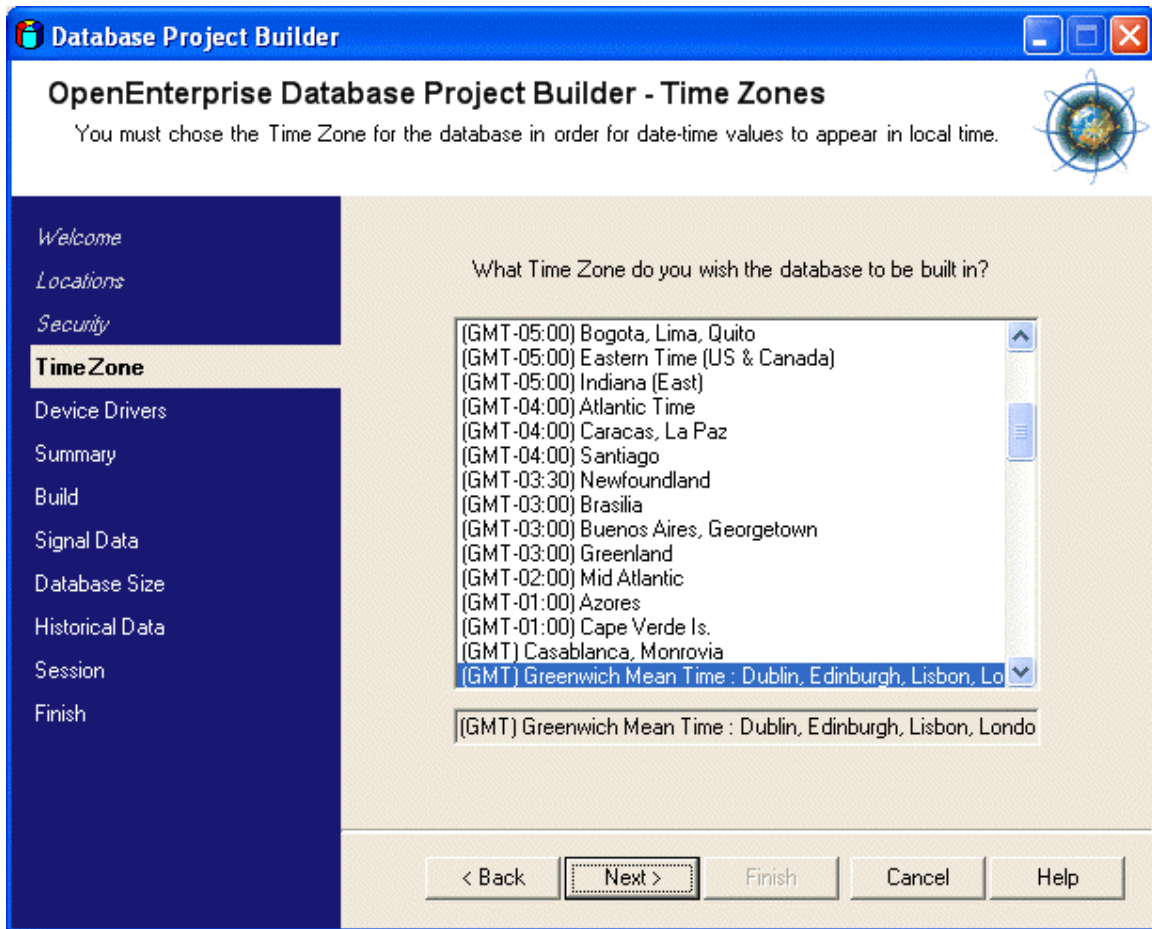 Database Project Builder
OpenEnterprise Database Project Builder - Time Zones
You must chose the Time Zone for the database in order for date-time values to appear in local time.
Welcome
Locations
Security
TimeZone
Device Drivers
Summary
Build
Signal Data
Database Size
Historical Data
Session
Finish
What Time Zone do you wish the database to be built in?
(GMT-05:00) Bogota, Lima, Quito
(GMT-05:00) Eastern Time (US & Canada)
(GMT-05:00) Indiana (East)
(GMT-04:00) Atlantic Time
(GMT-04:00) Caracas, La Paz
(GMT-04:00) Santiago
(GMT-03:30) Newfoundland
(GMT-03:00) Brasilia
(GMT-03:00) Buenos Aires, Georgetown
(GMT-03:00) Greenland
(GMT-02:00) Mid Atlantic
(GMT-01:00) Azores
(GMT-01:00) Cape Verde Is.
(GMT) Casablanca, Monrovia
(GMT) Greenwich Mean Time : Dublin, Edinburgh, Lisbon, Lo
(GMT) Greenwich Mean Time : Dublin, Edinburgh, Lisbon, Londo
< Back Next > Finish Cancel Help